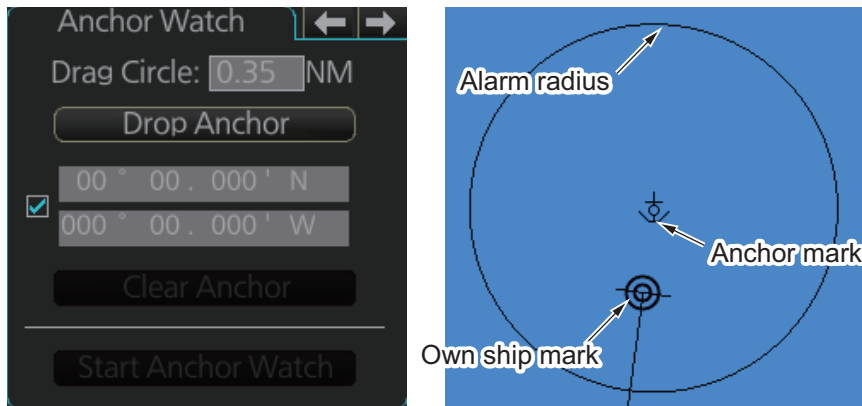 Anchor Watch
Drag Circle: 0.35 NM
Drop Anchor
00 ° 00 . 000 ' N
000 ° 00 . 000 ' W
Clear Anchor
Start Anchor Watch
Alarm radius
Anchor mark
Own ship mark